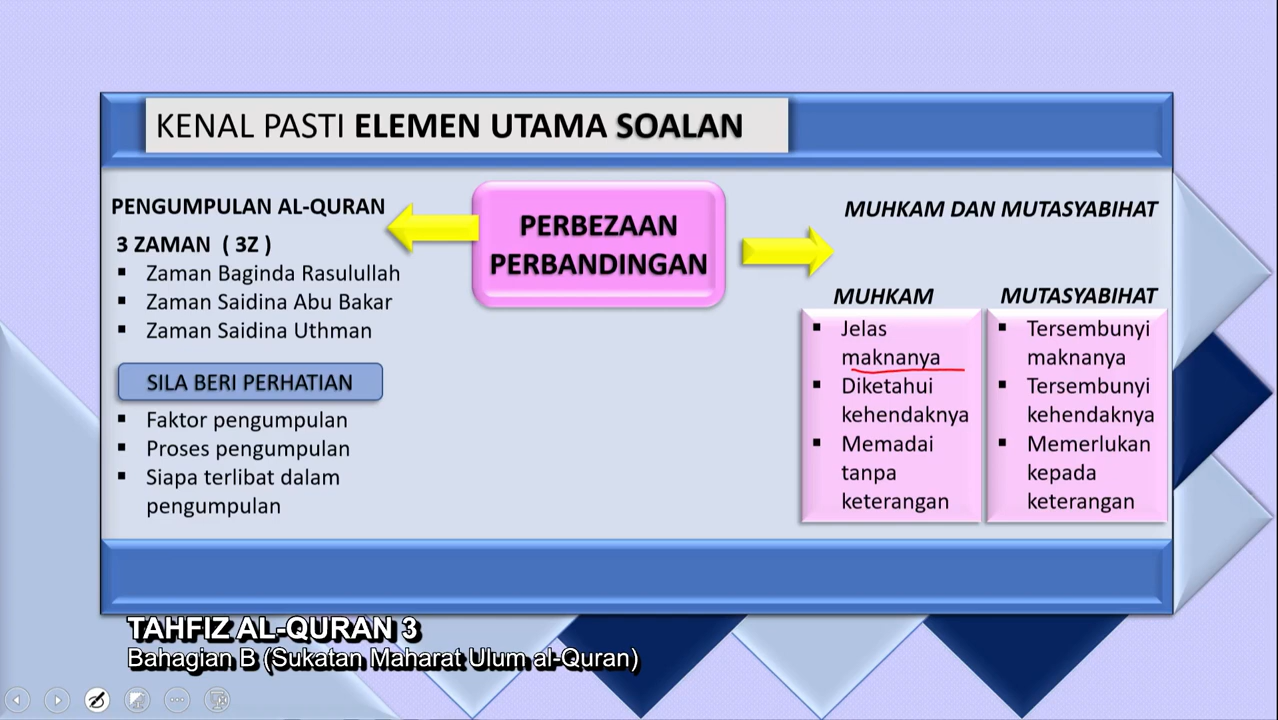 KENAL PASTI ELEMEN UTAMA SOALAN
PENGUMPULAN AL-QURAN
3 ZAMAN ( 3Z )
▪ Zaman Baginda Rasulullah
▪ Zaman Saidina Abu Bakar
▪ Zaman Saidina Uthman
SILA BERI PERHATIAN
▪ Faktor pengumpulan
▪ Proses pengumpulan
▪ Siapa terlibat dalam
pengumpulan
PERBEZAAN
PERBANDINGAN
MUHKAM DAN MUTASYABIHAT
MUHKAM
▪ Jelas
maknanya
▪ Diketahui
kehendaknya
▪ Memadai
tanpa
keterangan
MUTASYABIHAT
▪ Tersembunyi
maknanya
▪ Tersembunyi
kehendaknya
▪ Memerlukan
kepada
keterangan
TAHFIZ AL-QURAN 3
Bahagian B (Sukatan Maharat Ulum al-Quran)